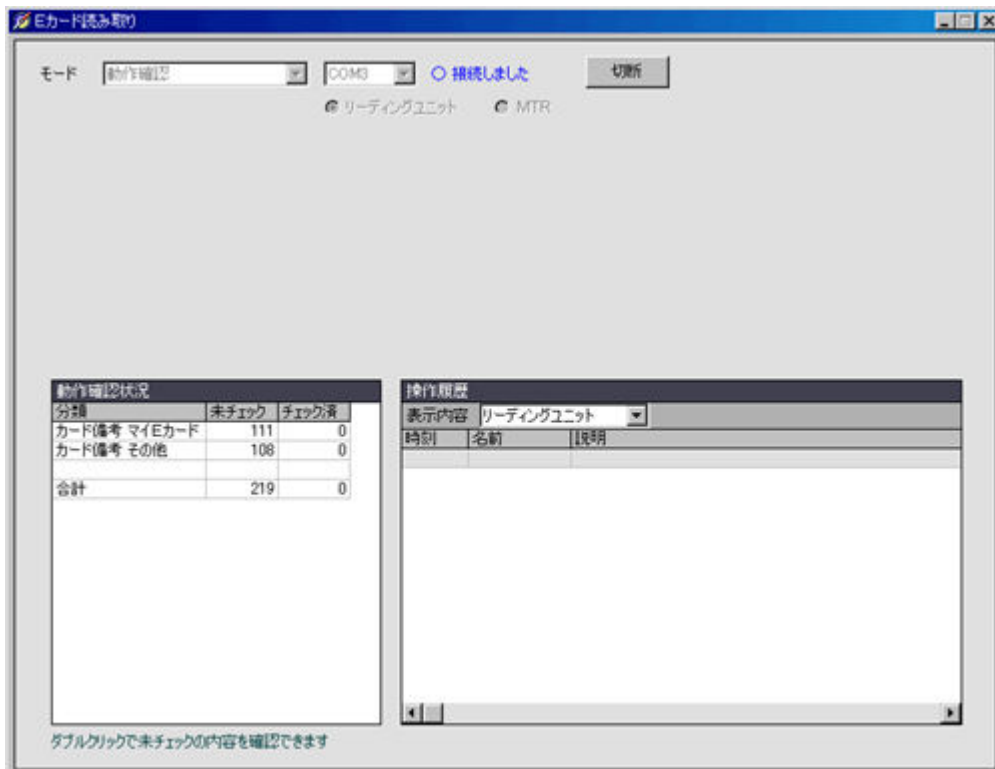 Eカード読み取り
モード 動作確認 COM3 ○ 接続しました 切断
リーディングユニット MTR
動作確認状況
分類 未チェック チェック済
カード備考 マイEカード 111 0
カード備考 その他 108 0
合計 219 0
ダブルクリックで未チェックの内容を確認できます
操作履歴
表示内容 リーディングユニット
時刻 名前 説明